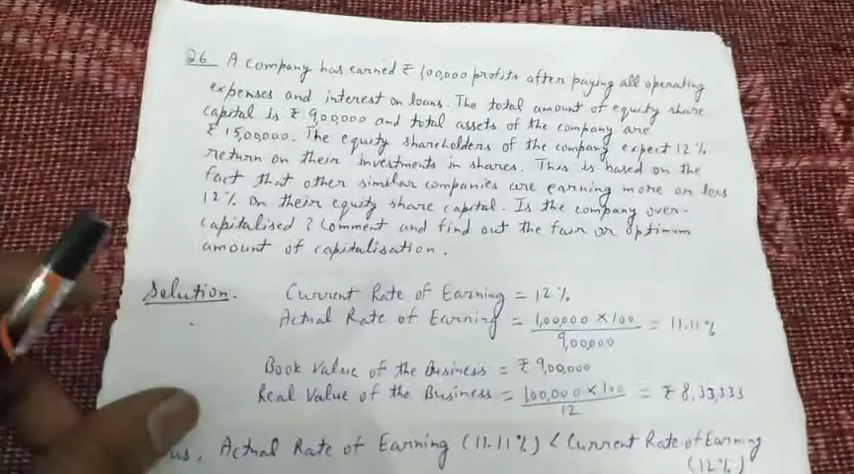 26 A company has earned ₹ 1,00,000 profits after paying all operating
expenses and interest on loans. The total amount of equity share
capital is ₹ 9,00,000 and total assets of the company are
₹ 15,00,000. The equity shareholders of the company expect 12%
return on their investments in shares. This is based on the
fact that other similar companies are earning more or less
12% on their equity share capital. Is the company over-
capitalised? Comment and find out the fair or optimum
amount of capitalisation.
Solution. Current Rate of Earning = 12%
Actual Rate of Earning = 1,00,000 × 100 / 9,00,000 = 11.11%
Book Value of the Business = ₹ 9,00,000
Real Value of the Business = 1,00,000 × 100 / 12 = ₹ 8,33,333
us, Actual Rate of Earning (11.11%) < Current Rate of Earning
(12%)